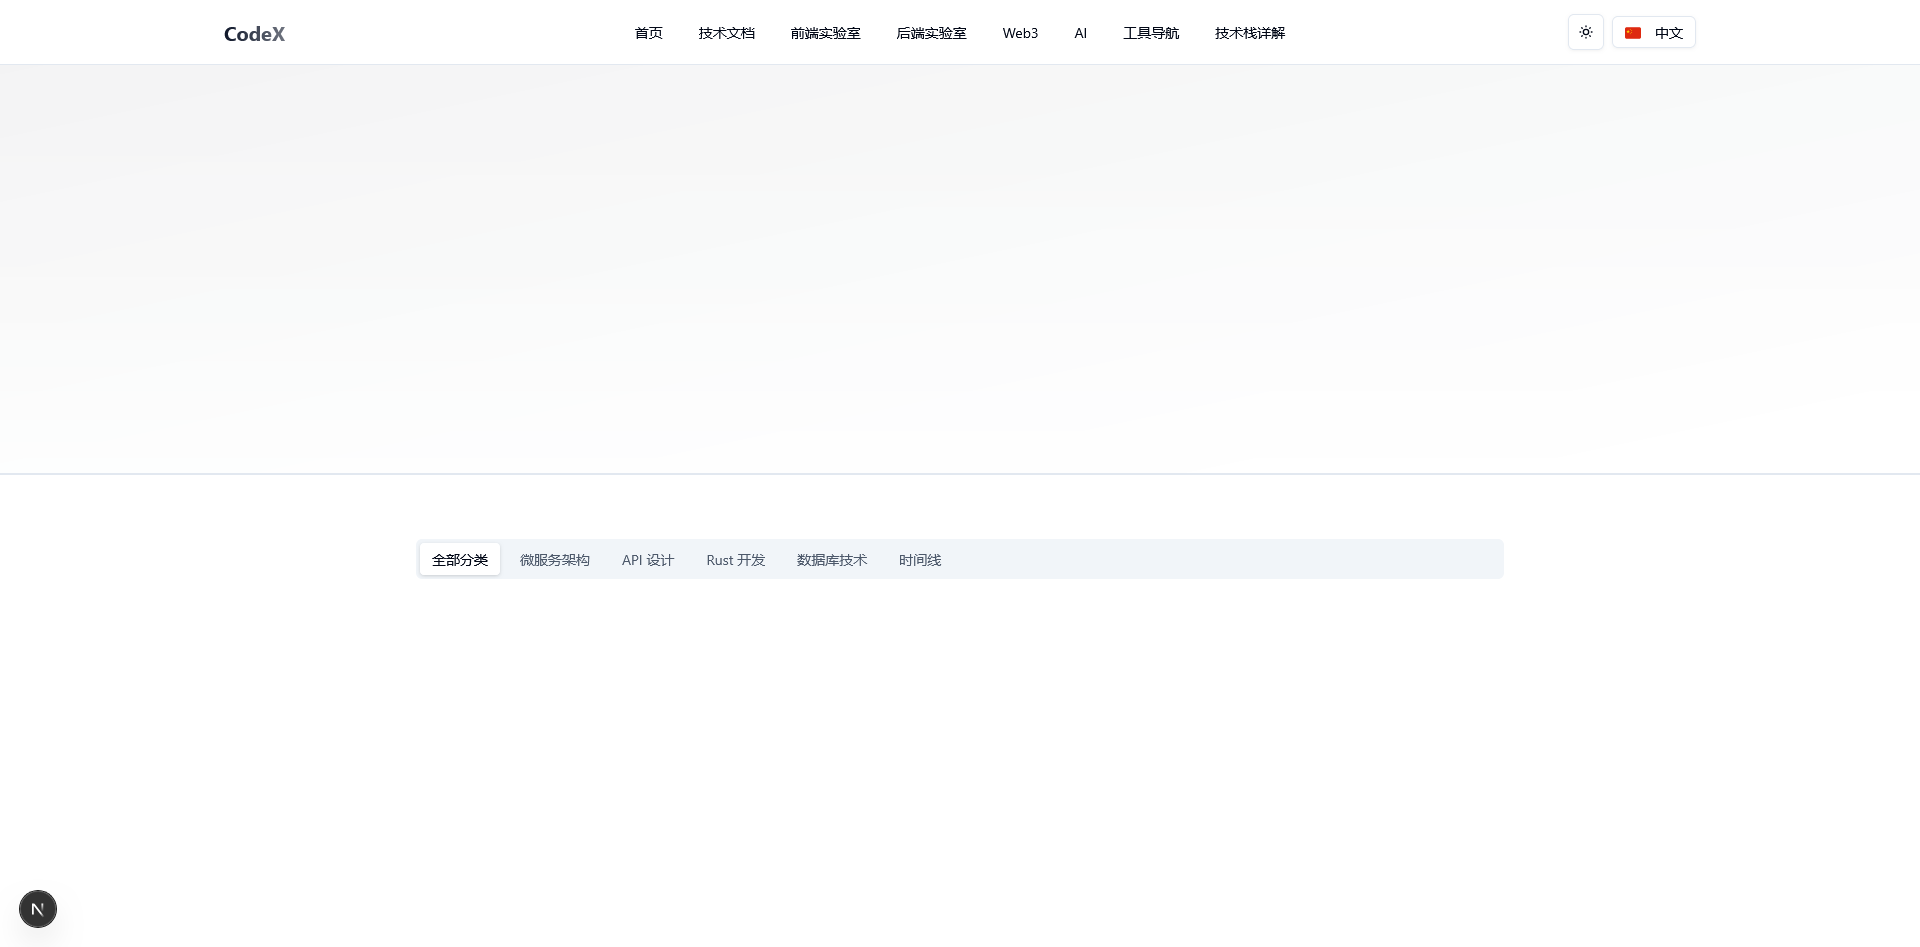 CodeX 首页 技术文档 前端实验室 后端实验室 Web3 AI 工具导航 技术栈详解 中文
全部分类 微服务架构 API 设计 Rust 开发 数据库技术 时间线
N